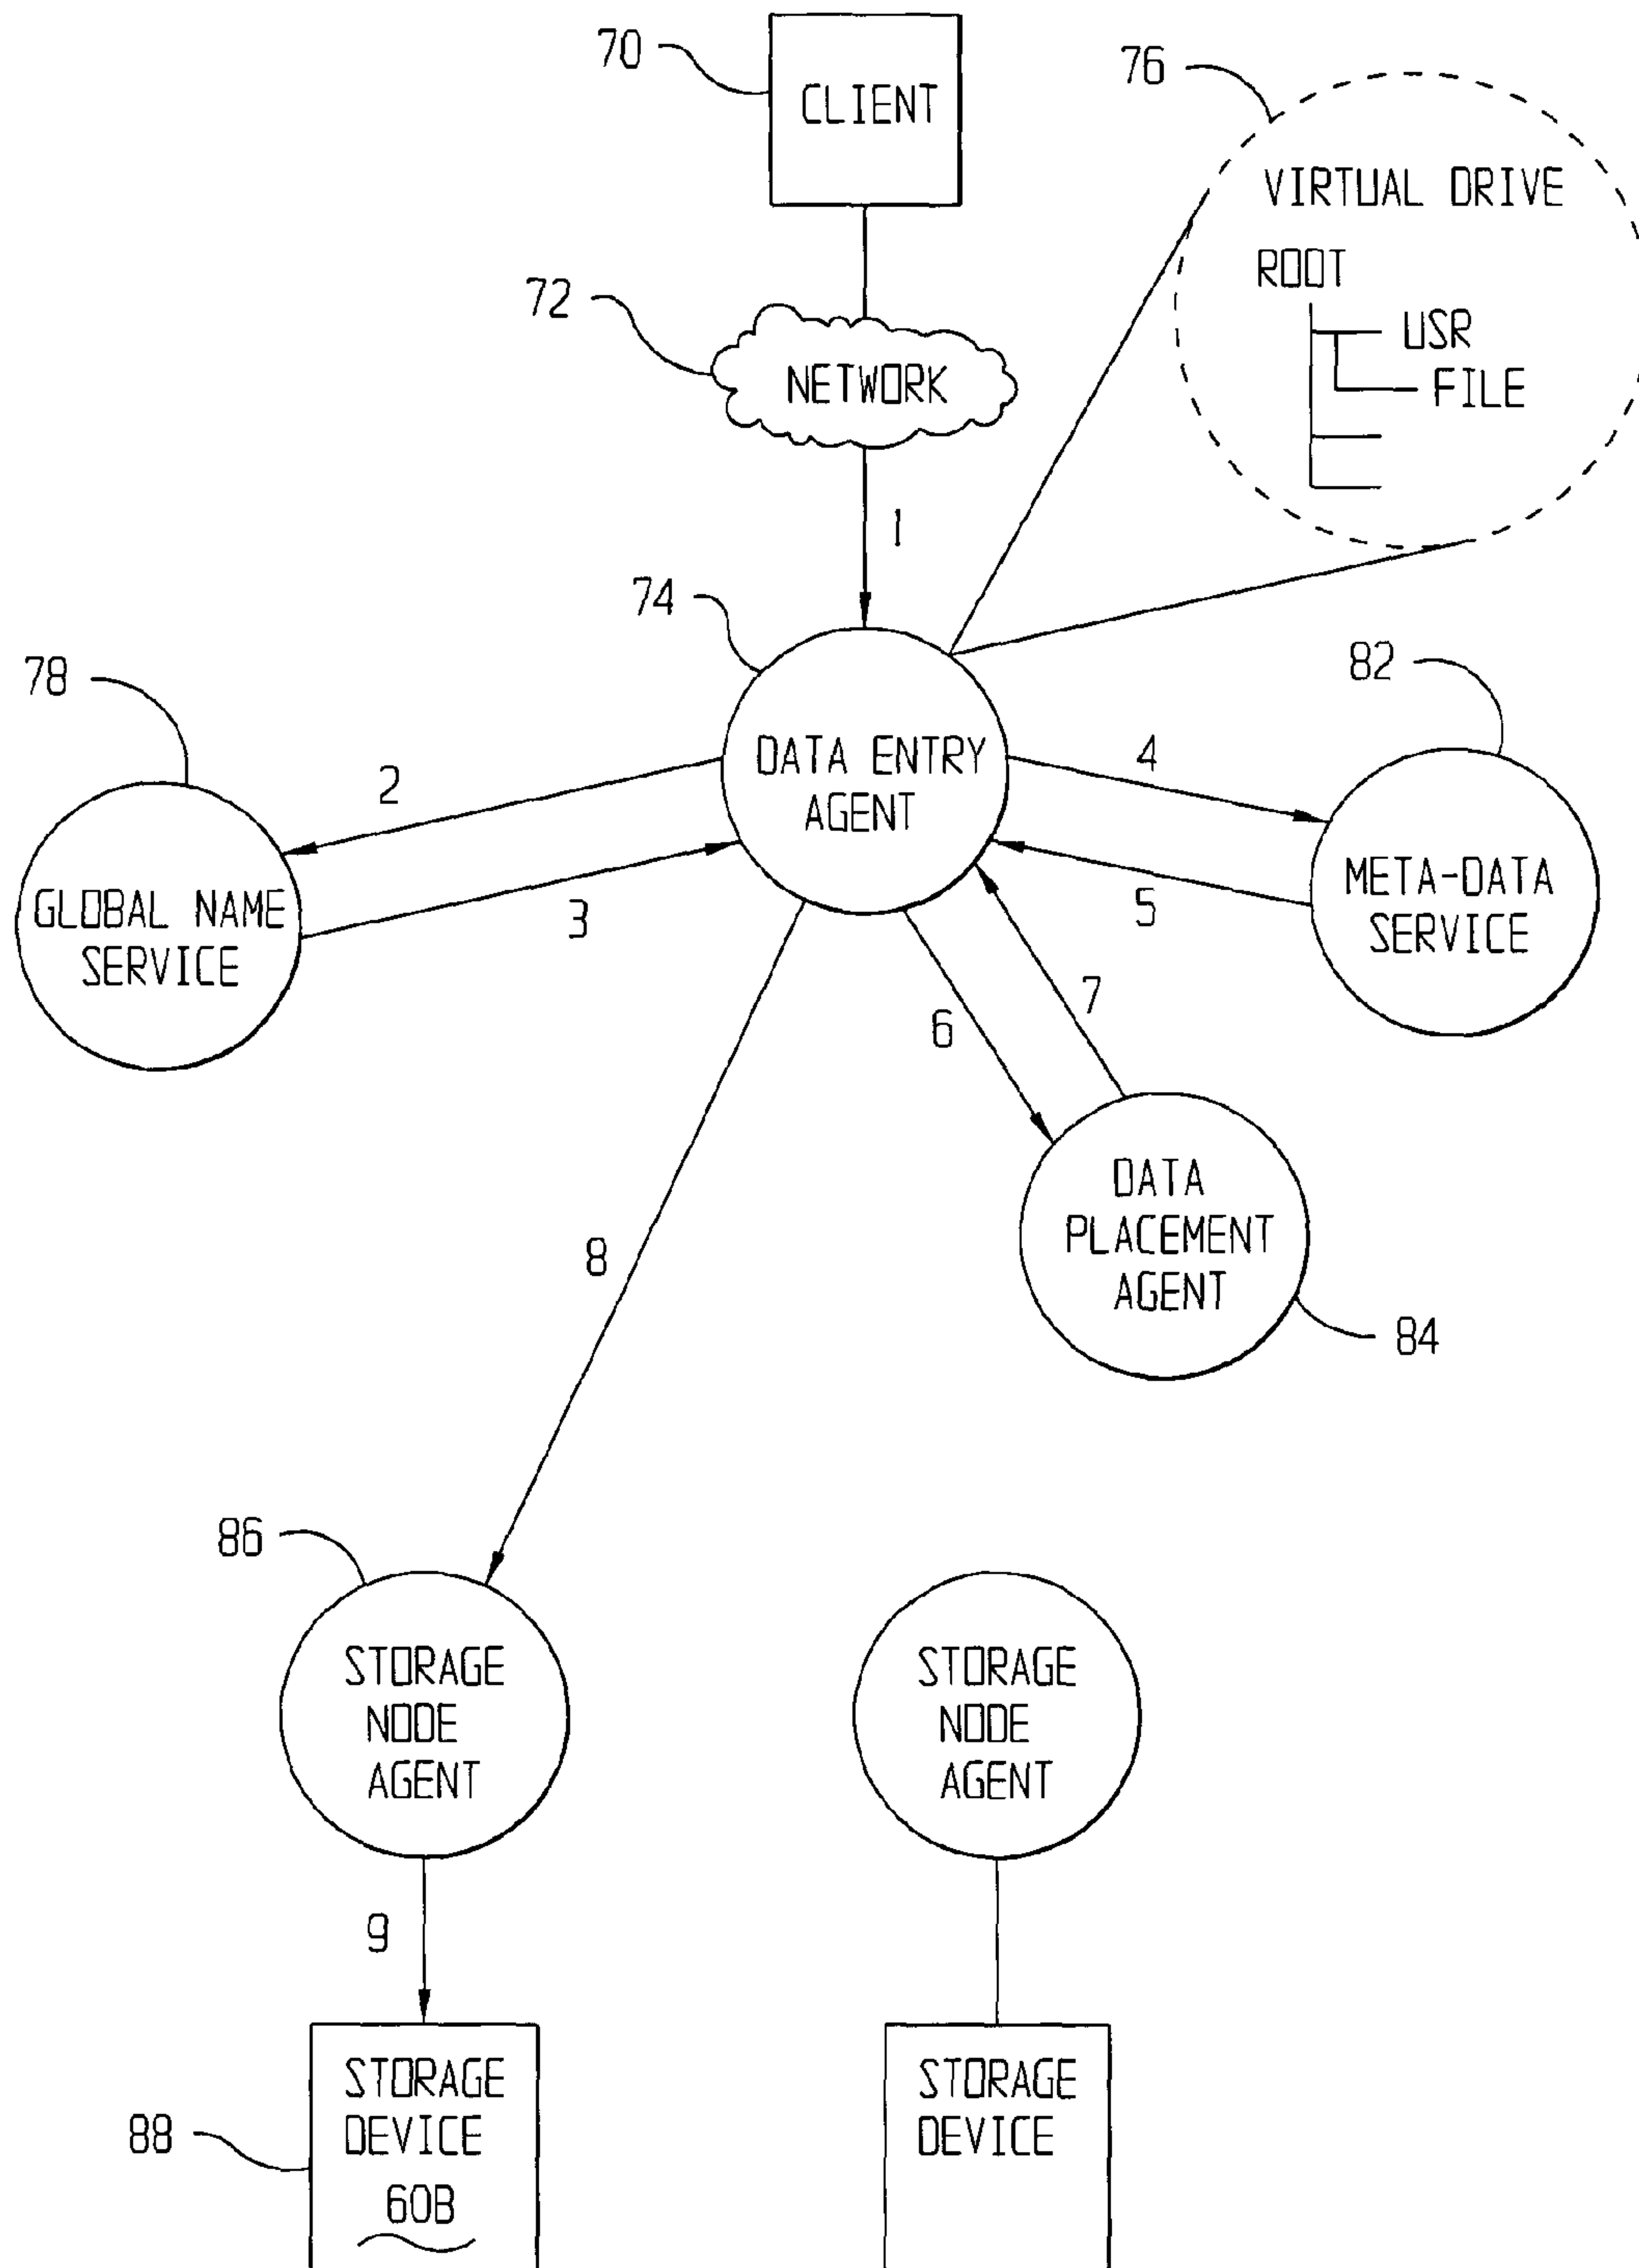 70
CLIENT
76
VIRTUAL DRIVE
ROOT
USR
FILE
72
NETWORK
1
74
78
82
DATA ENTRY
AGENT
2
4
3
5
GLOBAL NAME
SERVICE
META-DATA
SERVICE
6
7
DATA
PLACEMENT
AGENT
84
8
86
STORAGE
NODE
AGENT
STORAGE
NODE
AGENT
9
STORAGE
DEVICE
60B
88
STORAGE
DEVICE